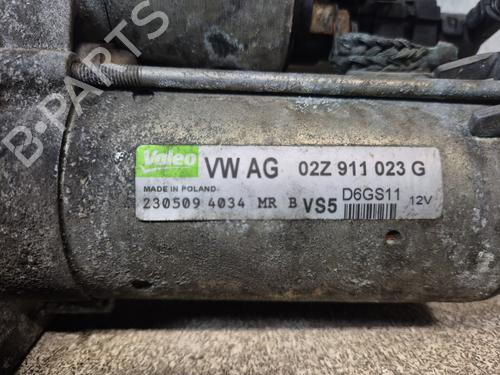 B-PARTS
Valeo VW AG 02Z 911 023 G
MADE IN POLAND
230509 4034 MR B VS5 D6GS11 12V